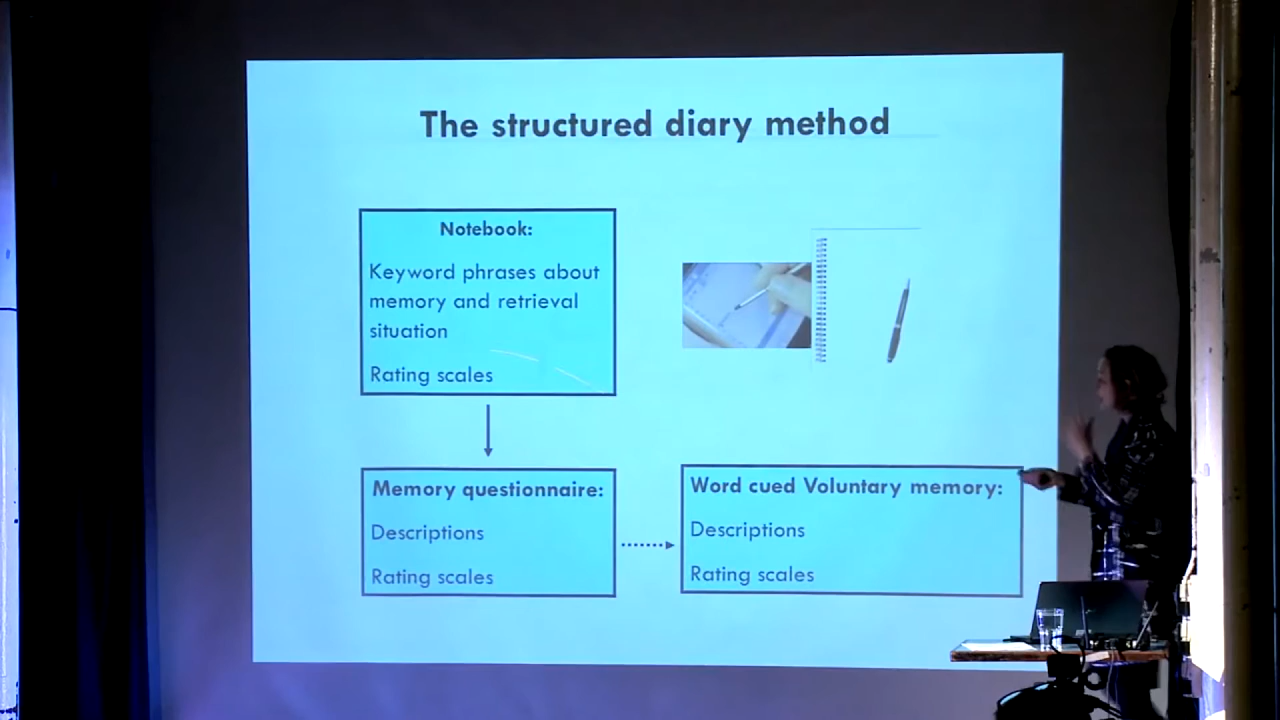 The structured diary method
Notebook:
Keyword phrases about
memory and retrieval
situation
Rating scales
Memory questionnaire:
Descriptions
Rating scales
Word cued Voluntary memory:
Descriptions
Rating scales